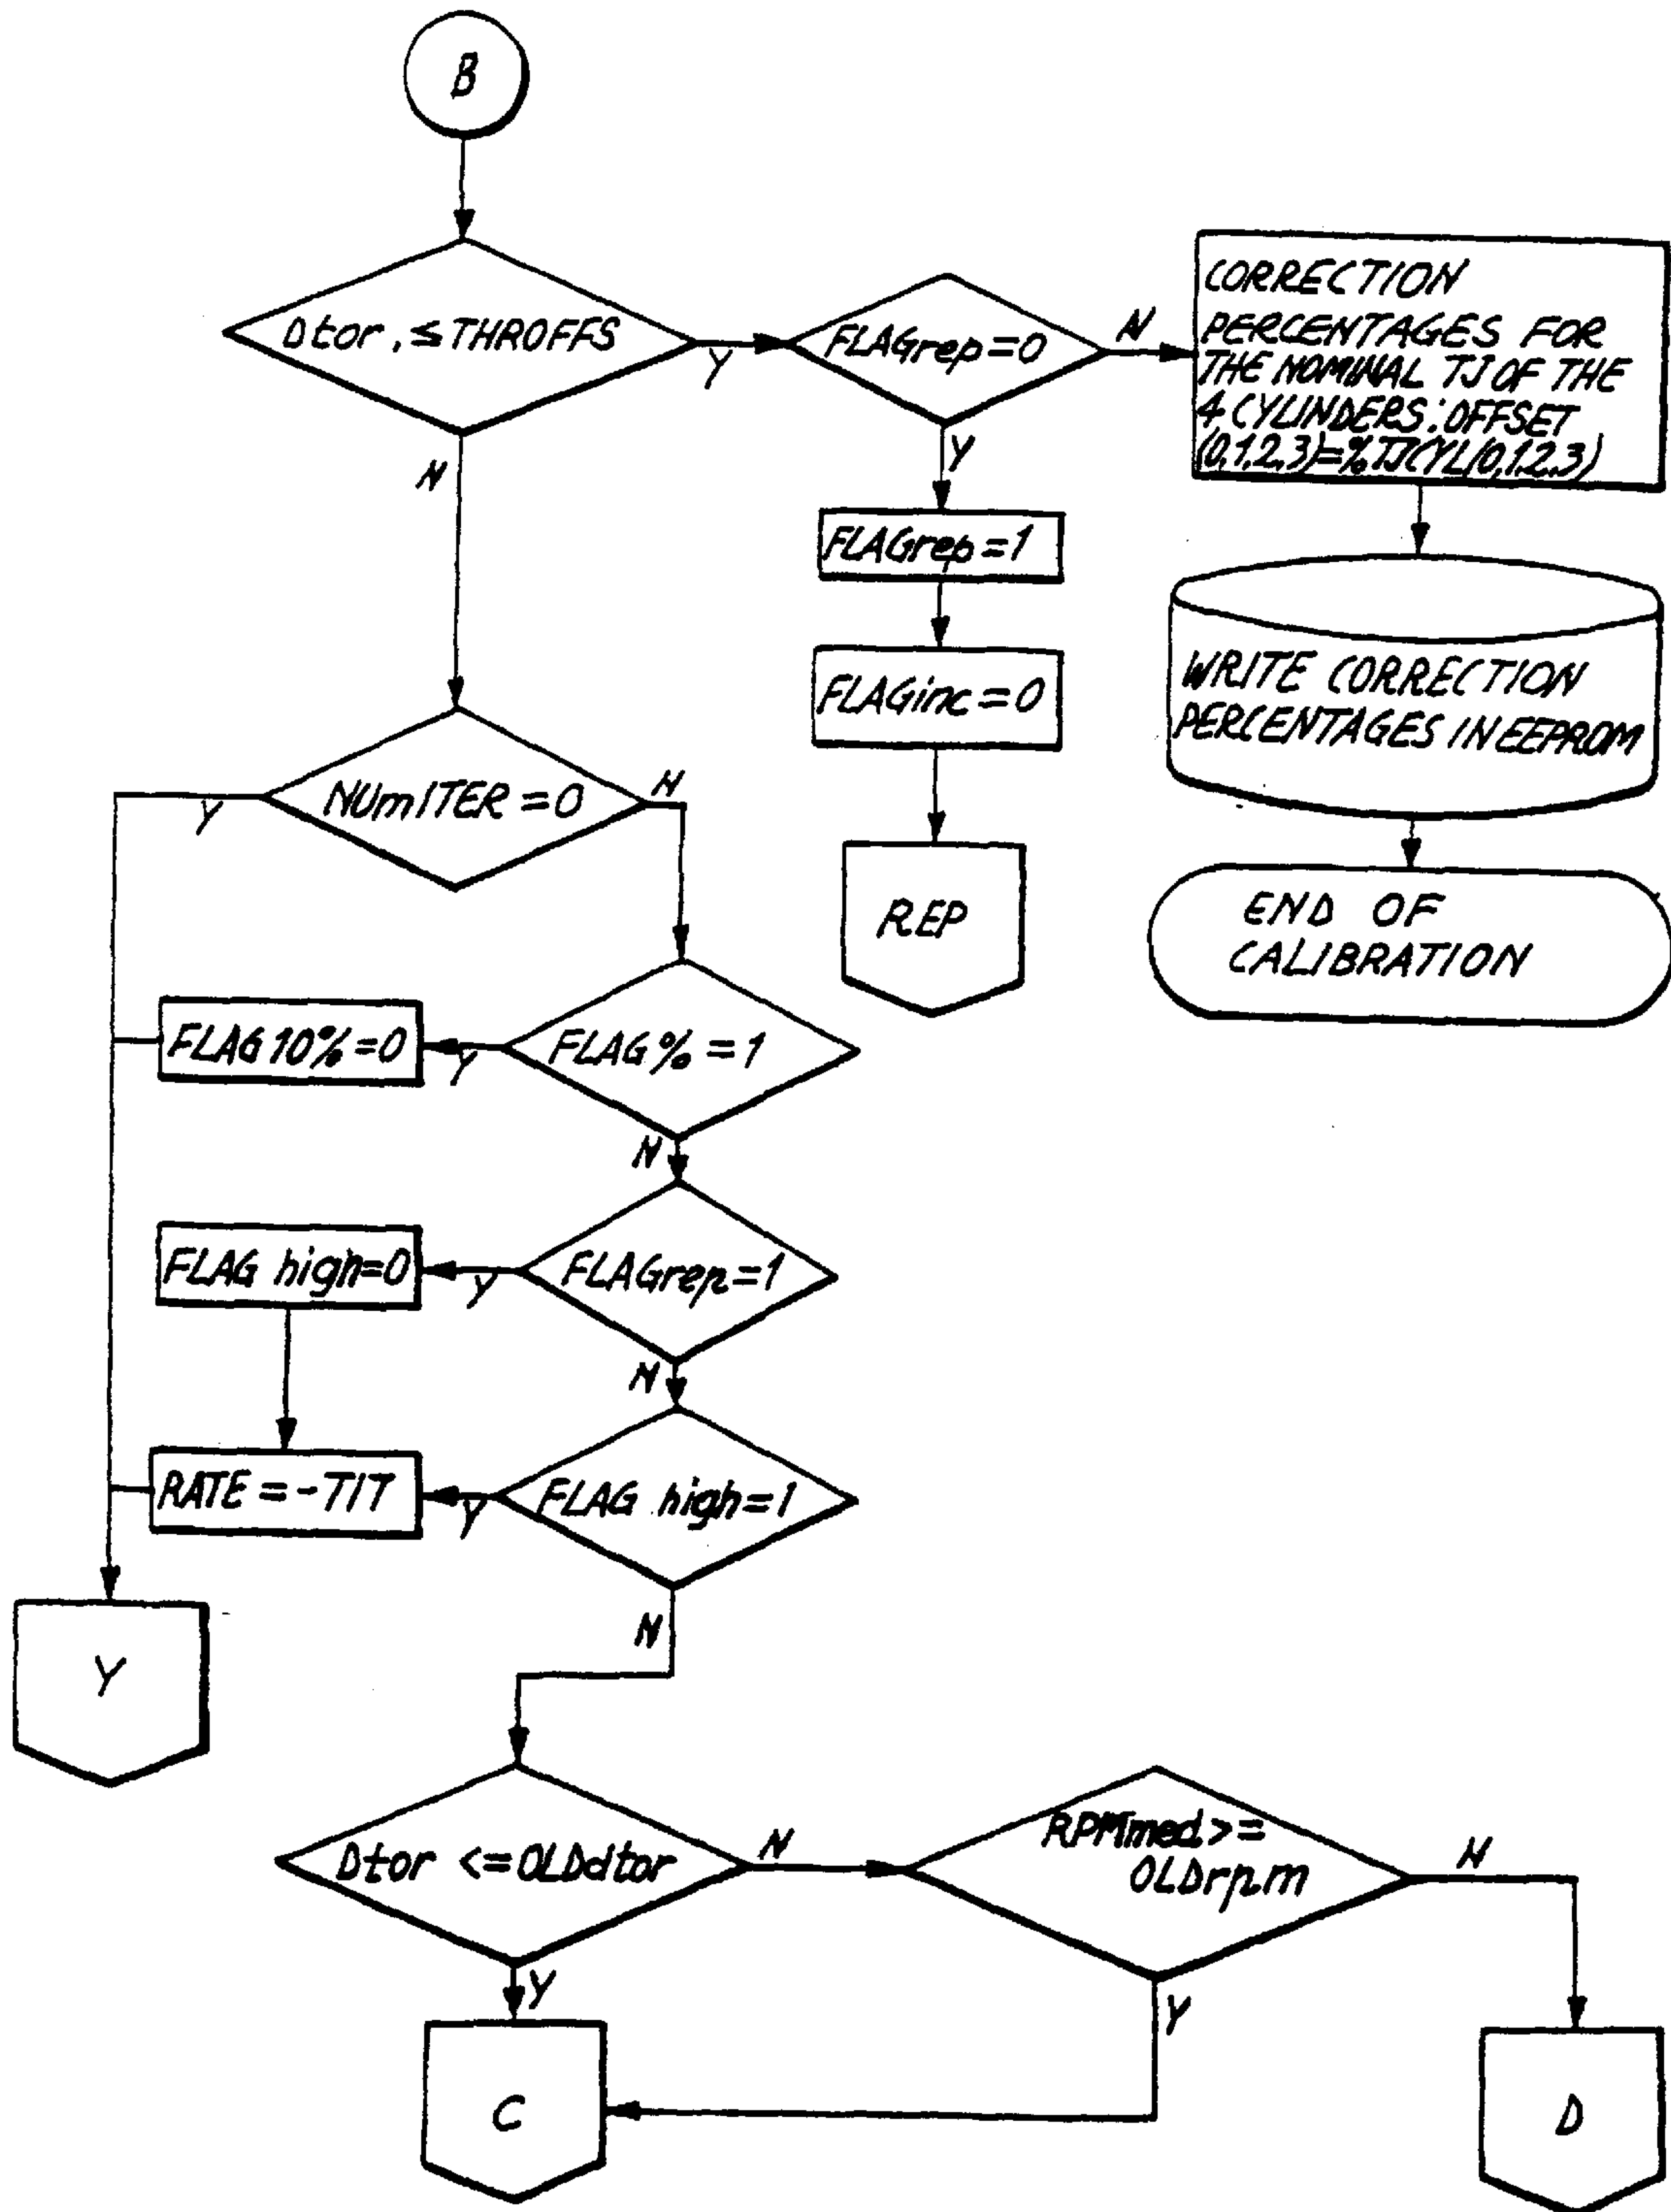 B
Dtor. ≤ THROFFS
Y
N
FLAGrep=0
N
Y
CORRECTION
PERCENTAGES FOR
THE NOMINAL TJ OF THE
4 CYLINDERS: OFFSET
(0,1,2,3)=%TJCYL(0,1,2,3)
FLAGrep=1
FLAGinc=0
REP
WRITE CORRECTION
PERCENTAGES IN EEPROM
END OF
CALIBRATION
NUmITER=0
Y
N
FLAG%=1
Y
N
FLAG10%=0
FLAGrep=1
Y
N
FLAG high=0
FLAG high=1
Y
N
RATE=-TIT
Y
Dtor <=OLDdtor
N
Y
RPMmed.>=
OLDrpm
N
Y
C
D